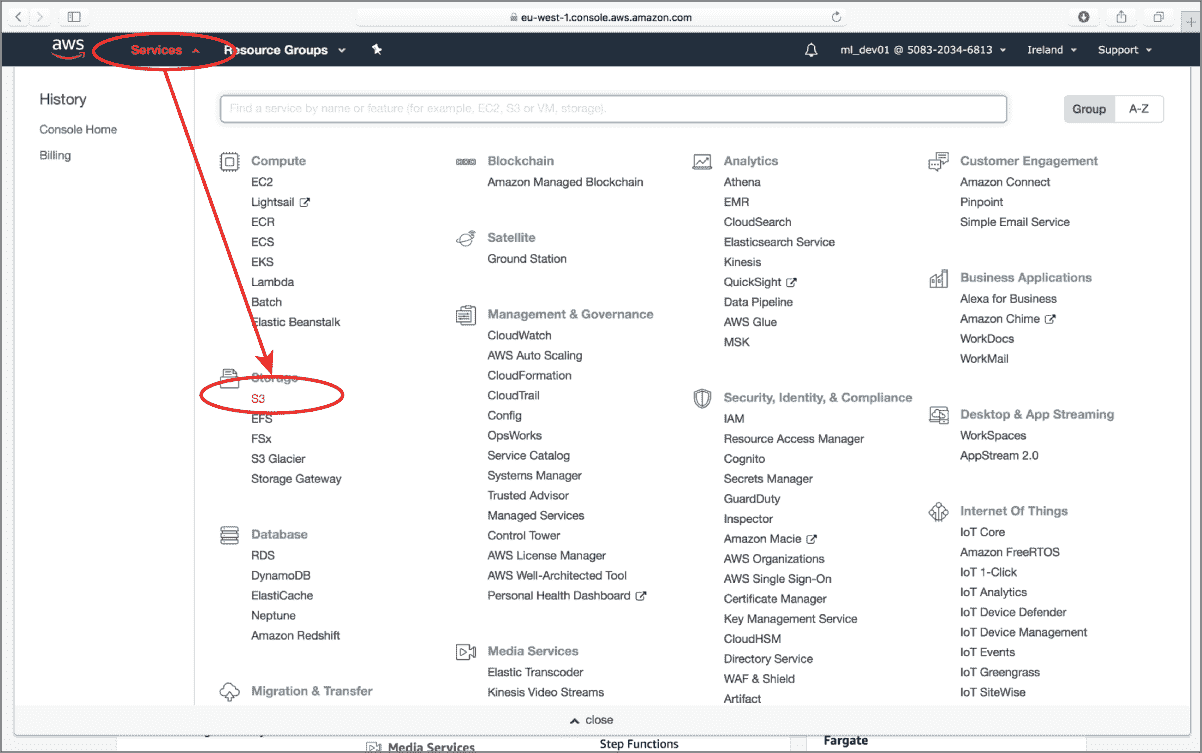 eu-west-1.console.aws.amazon.com
aws
Services
Resource Groups
ml_dev01 @ 5083-2034-6813
Ireland
Support
History
Console Home
Billing
Find a service by name or feature (for example, EC2, S3 or VM, storage).
Group
A-Z
Compute
EC2
Lightsail
ECR
ECS
EKS
Lambda
Batch
Elastic Beanstalk
Storage
S3
EFS
FSx
S3 Glacier
Storage Gateway
Database
RDS
DynamoDB
ElastiCache
Neptune
Amazon Redshift
Migration & Transfer
Blockchain
Amazon Managed Blockchain
Satellite
Ground Station
Management & Governance
CloudWatch
AWS Auto Scaling
CloudFormation
CloudTrail
Config
OpsWorks
Service Catalog
Systems Manager
Trusted Advisor
Managed Services
Control Tower
AWS License Manager
AWS Well-Architected Tool
Personal Health Dashboard
Media Services
Elastic Transcoder
Kinesis Video Streams
Analytics
Athena
EMR
CloudSearch
Elasticsearch Service
Kinesis
QuickSight
Data Pipeline
AWS Glue
MSK
Security, Identity, & Compliance
IAM
Resource Access Manager
Cognito
Secrets Manager
GuardDuty
Inspector
Amazon Macie
AWS Organizations
AWS Single Sign-On
Certificate Manager
Key Management Service
CloudHSM
Directory Service
WAF & Shield
Artifact
Customer Engagement
Amazon Connect
Pinpoint
Simple Email Service
Business Applications
Alexa for Business
Amazon Chime
WorkDocs
WorkMail
Desktop & App Streaming
WorkSpaces
AppStream 2.0
Internet Of Things
IoT Core
Amazon FreeRTOS
IoT 1-Click
IoT Analytics
IoT Device Defender
IoT Device Management
IoT Events
IoT Greengrass
IoT SiteWise
close
Media Services
Step Functions
Fargate